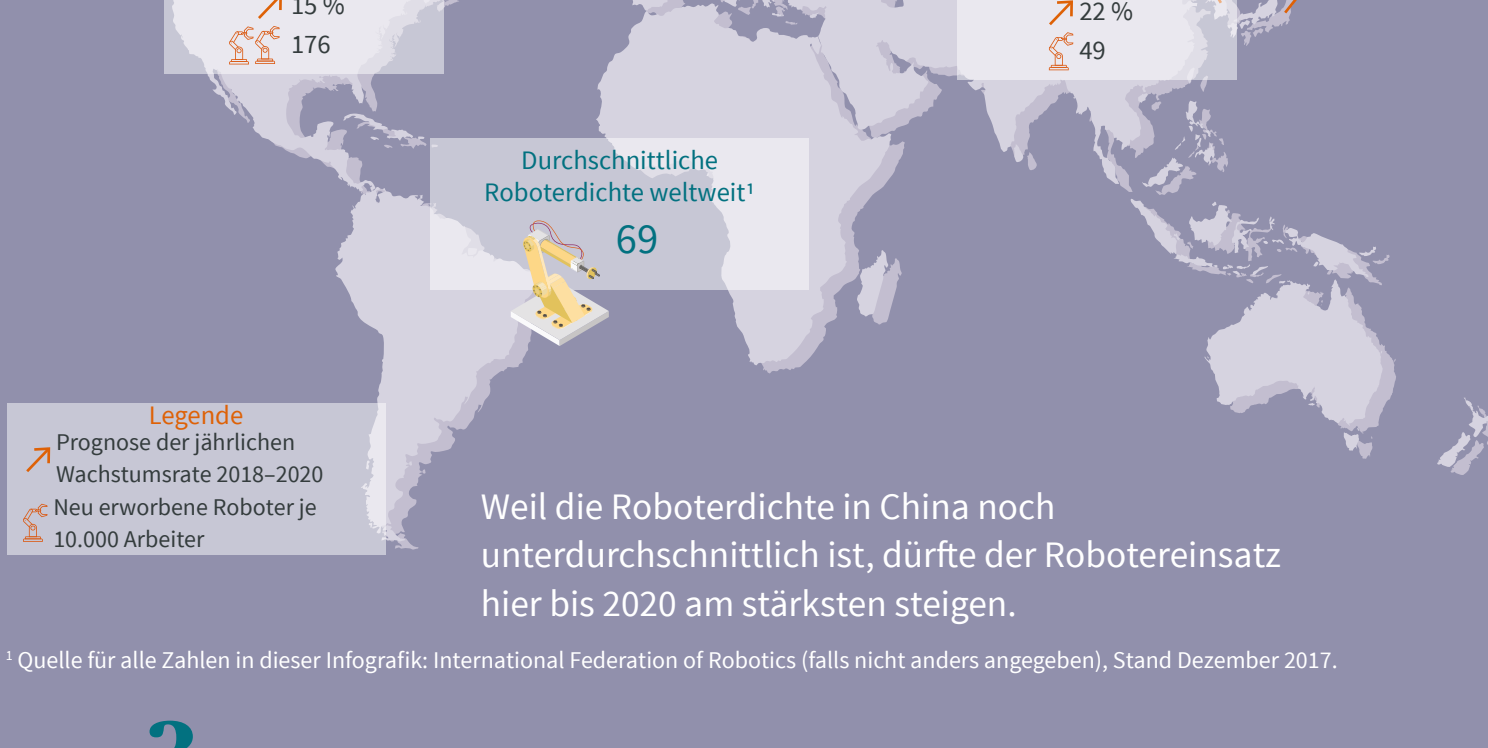 15 %
176
22 %
49
Durchschnittliche
Roboterdichte weltweit¹
69
Legende
Prognose der jährlichen
Wachstumsrate 2018–2020
Neu erworbene Roboter je
10.000 Arbeiter
Weil die Roboterdichte in China noch
unterdurchschnittlich ist, dürfte der Robotereinsatz
hier bis 2020 am stärksten steigen.
¹ Quelle für alle Zahlen in dieser Infografik: International Federation of Robotics (falls nicht anders angegeben), Stand Dezember 2017.